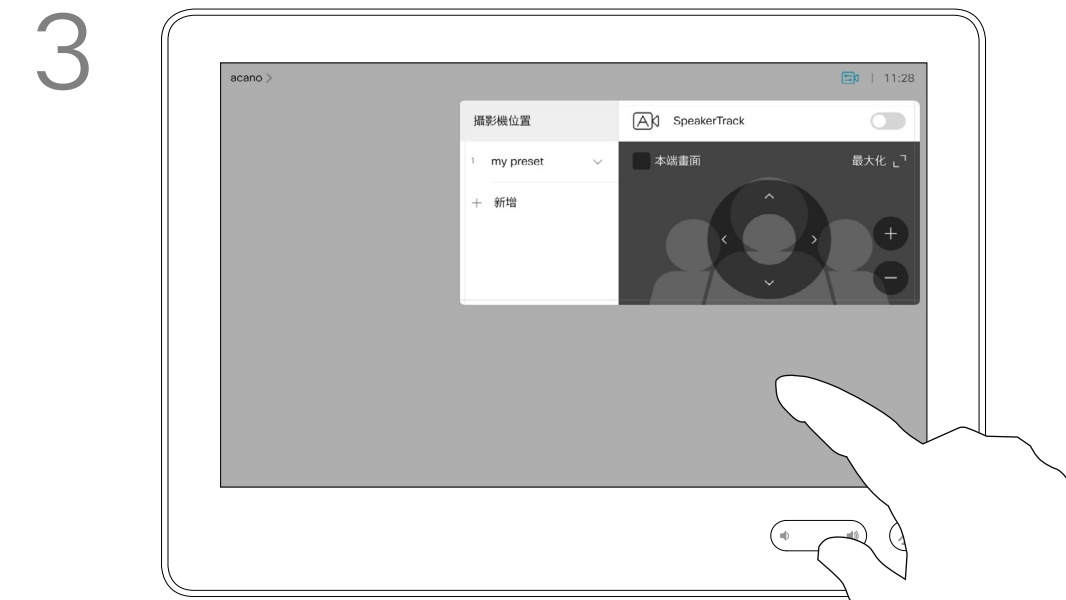 3
acano >
11:28
攝影機位置
A SpeakerTrack
1 my preset
本端畫面 最大化
+ 新增